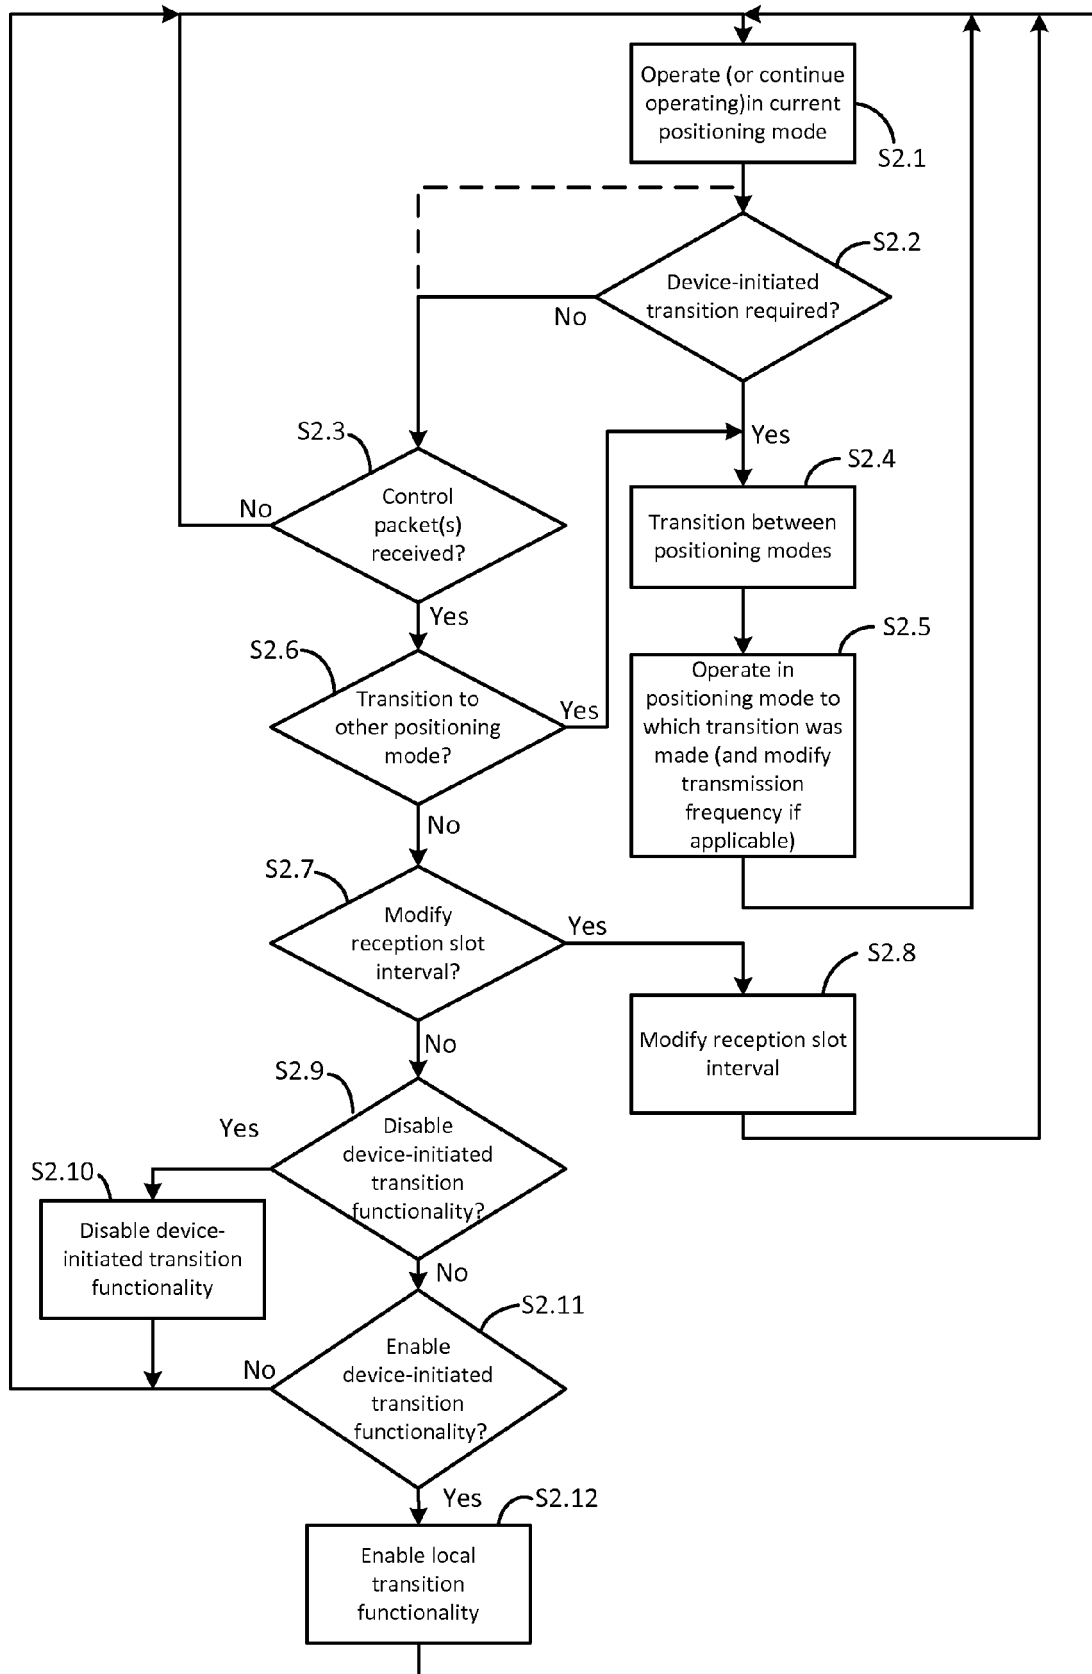 Operate (or continue
operating)in current
positioning mode
S2.1
S2.2
Device-initiated
transition required?
No
Yes
S2.3
Control
packet(s)
received?
No
Yes
S2.4
Transition between
positioning modes
S2.5
Operate in
positioning mode to
which transition was
made (and modify
transmission
frequency if
applicable)
S2.6
Transition to
other positioning
mode?
Yes
No
S2.7
Modify
reception slot
interval?
Yes
No
S2.8
Modify reception slot
interval
S2.9
Disable
device-initiated
transition
functionality?
Yes
No
S2.10
Disable device-
initiated transition
functionality
S2.11
Enable
device-initiated
transition
functionality?
No
Yes
S2.12
Enable local
transition
functionality